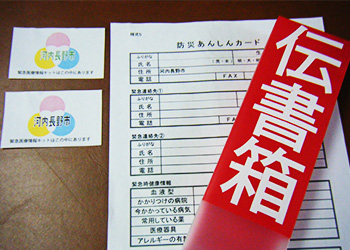 河内長野市
緊急医療情報キットはこの中にあります
河内長野市
緊急医療情報キットはこの中にあります
防災あんしんカード
ふりがな
氏名
住所 河内長野市
電話 FAX
緊急連絡先①
ふりがな
氏名
住所
電話
緊急連絡先②
ふりがな
氏名
住所
電話
緊急時健康情報
血液型
かかりつけの病院
今かかっている病気
常用している薬
医療器具
アレルギーの有無
伝書箱